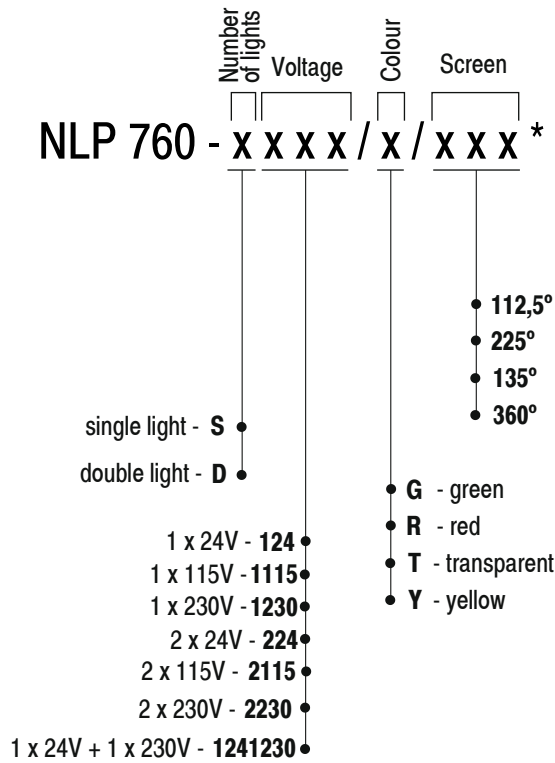 Number
of lights
Voltage
Colour
Screen
NLP 760 - x x x x / x / x x x *
112,5º
225º
135º
360º
single light - S
double light - D
G - green
R - red
T - transparent
Y - yellow
1 x 24V - 124
1 x 115V - 1115
1 x 230V - 1230
2 x 24V - 224
2 x 115V - 2115
2 x 230V - 2230
1 x 24V + 1 x 230V - 1241230